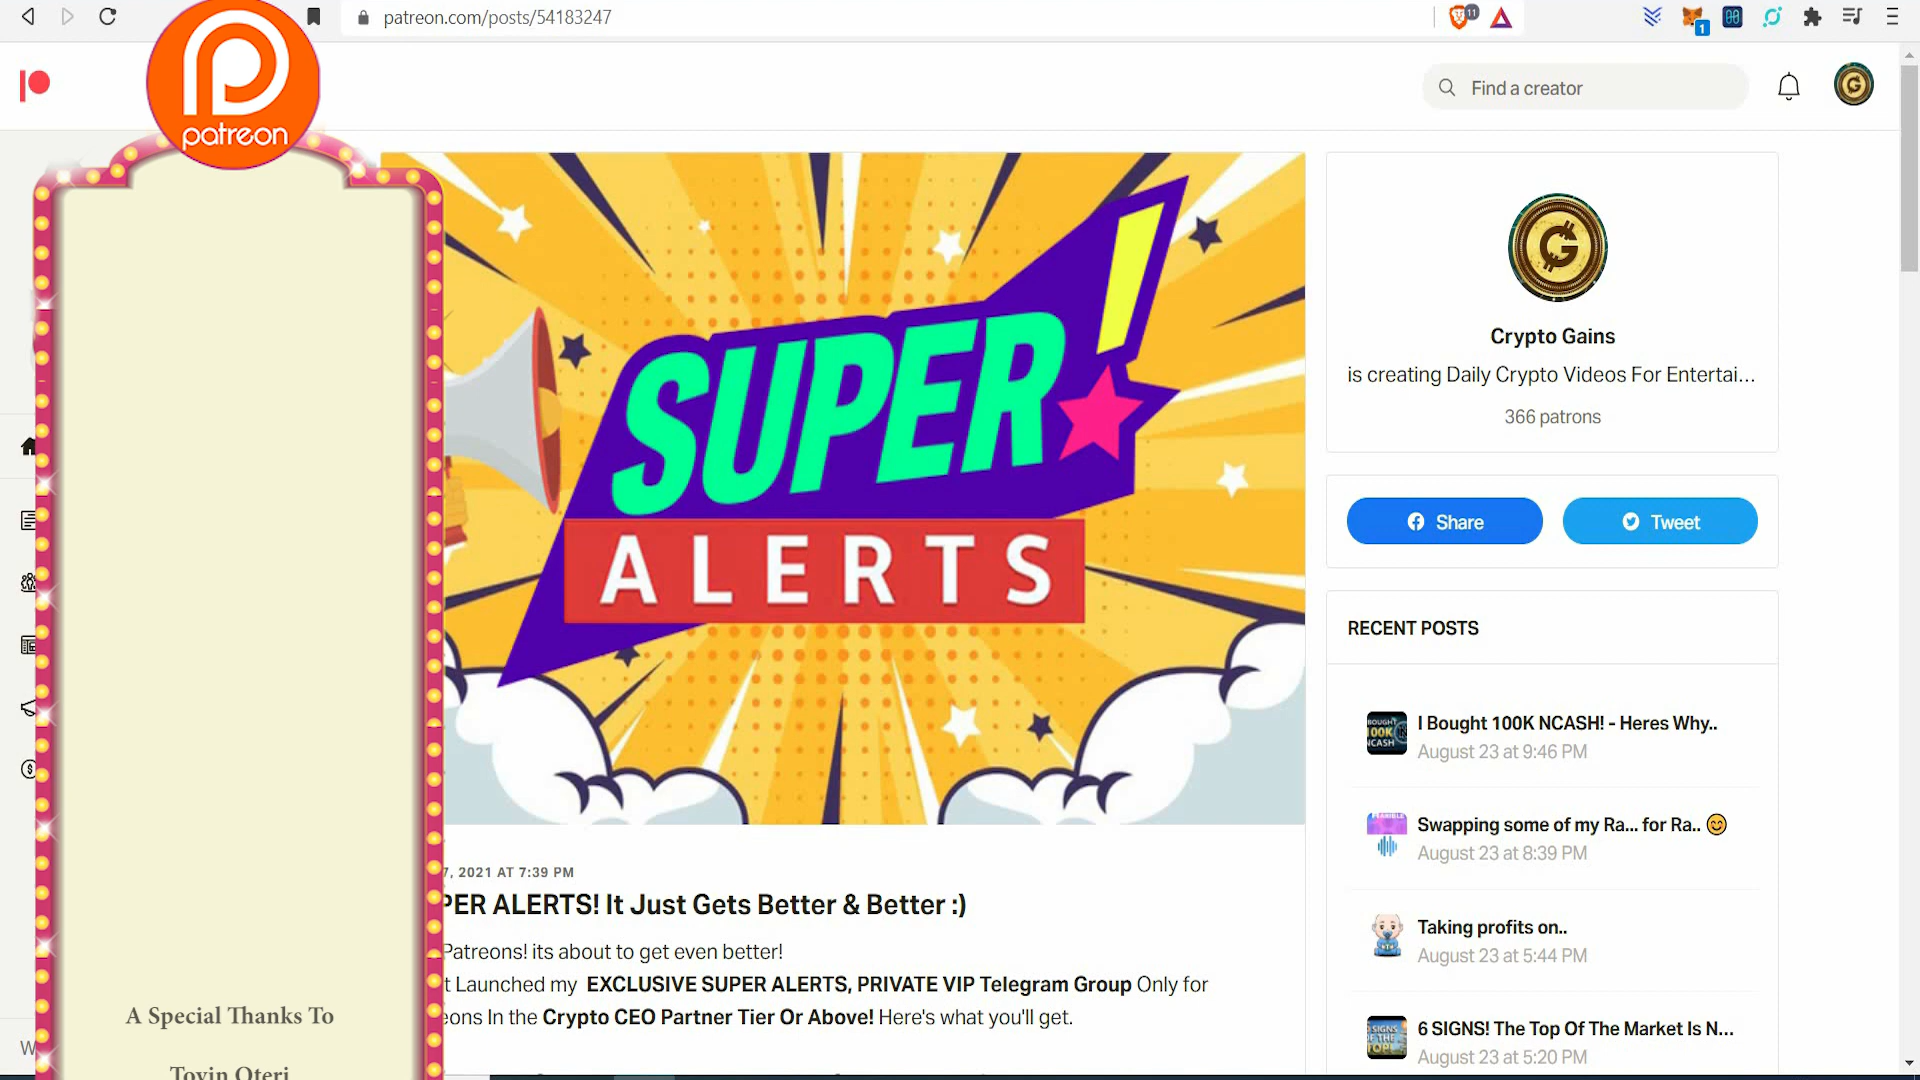 patreon.com/posts/54183247
11
1
patreon
Find a creator
SUPER!
ALERTS
Crypto Gains
is creating Daily Crypto Videos For Entertai...
366 patrons
Share
Tweet
RECENT POSTS
I Bought 100K NCASH! - Heres Why..
August 23 at 9:46 PM
Swapping some of my Ra... for Ra.. 😊
August 23 at 8:39 PM
Taking profits on..
August 23 at 5:44 PM
6 SIGNS! The Top Of The Market Is N...
August 23 at 5:20 PM
7, 2021 AT 7:39 PM
PER ALERTS! It Just Gets Better & Better :)
Patreons! its about to get even better!
t Launched my EXCLUSIVE SUPER ALERTS, PRIVATE VIP Telegram Group Only for
eons In the Crypto CEO Partner Tier Or Above! Here's what you'll get.
A Special Thanks To
W
Tovin Oteri